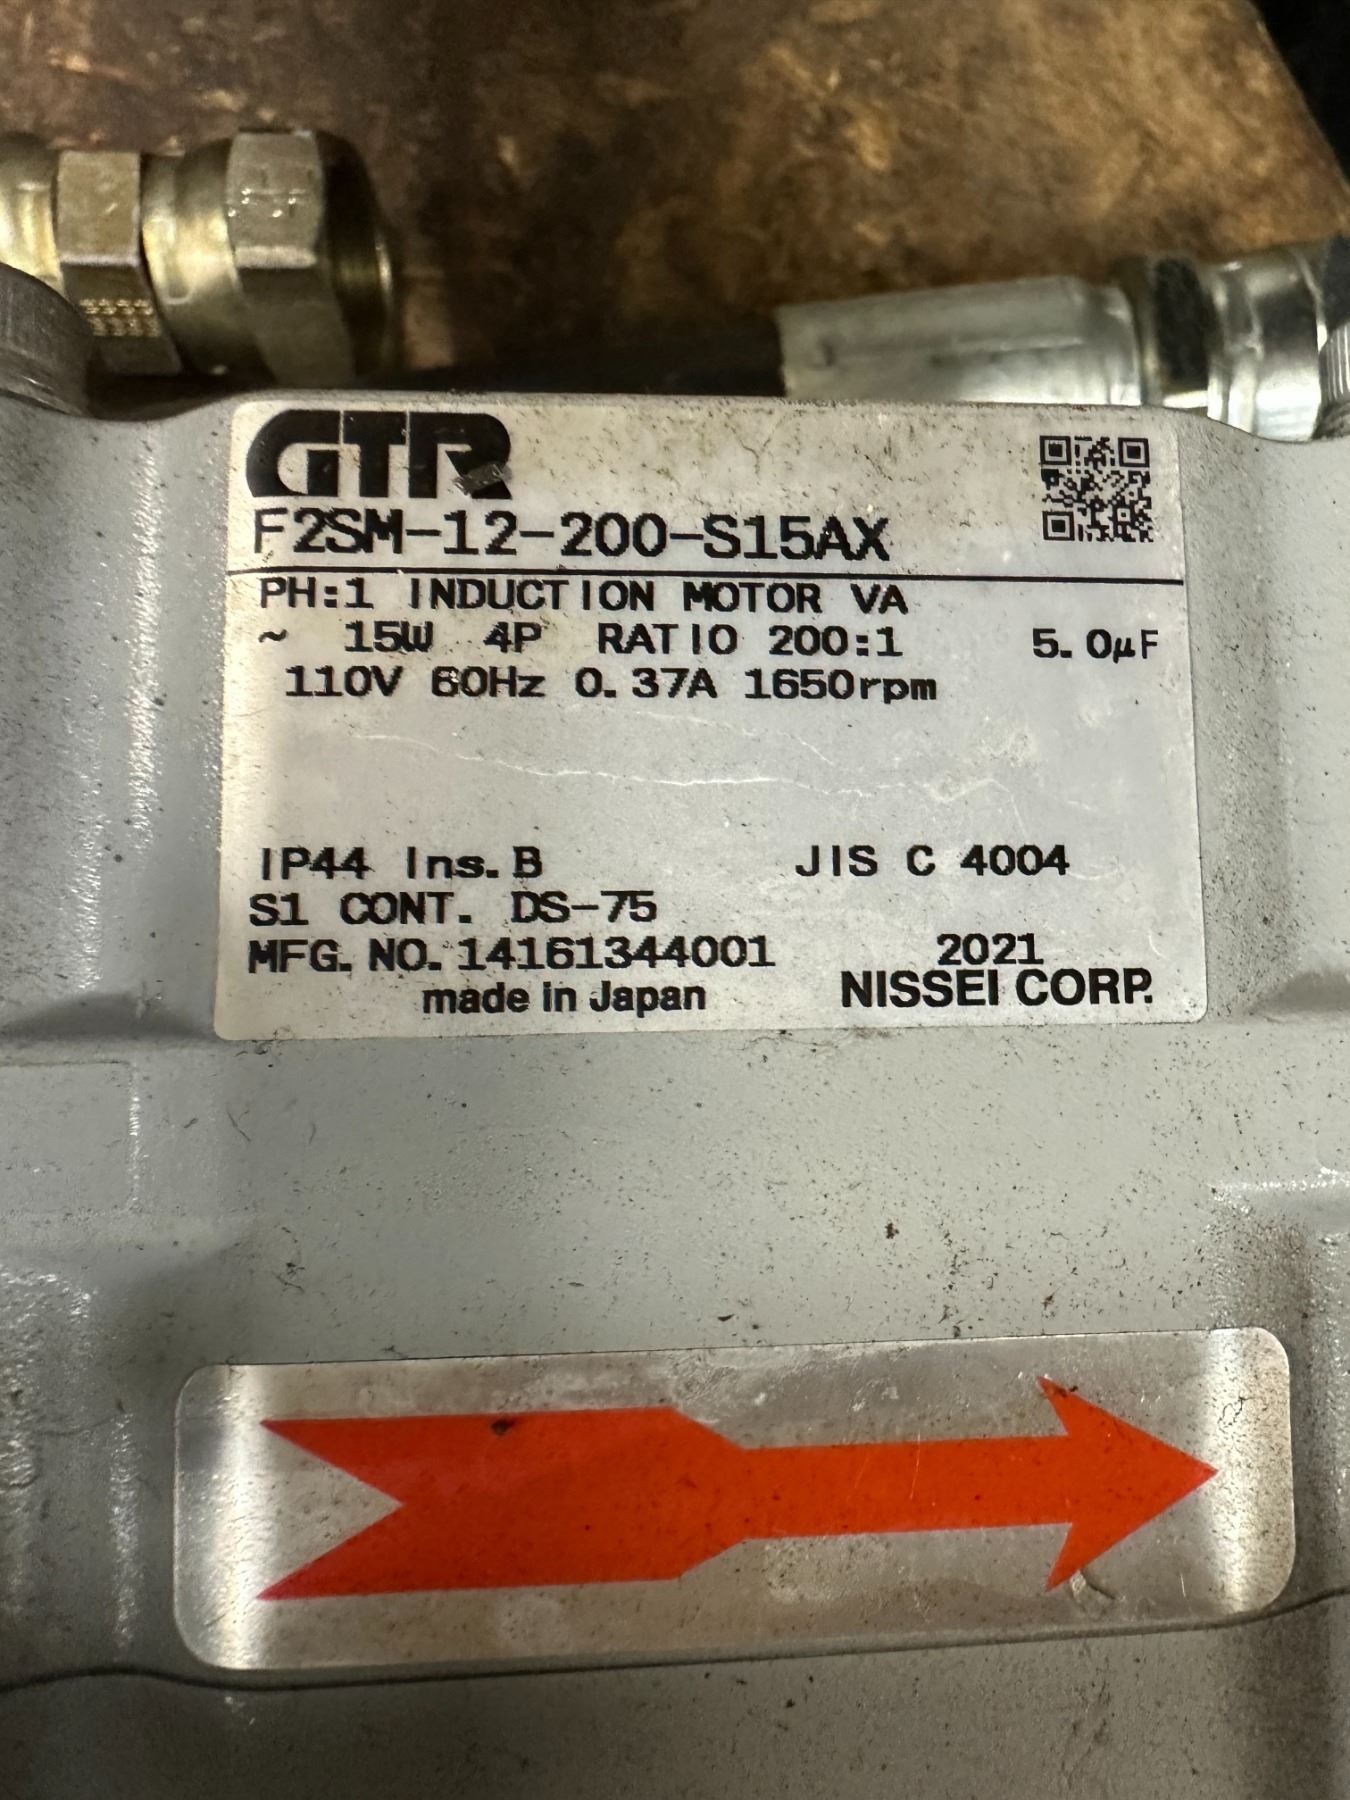 GTR
F2SM-12-200-S15AX
PH:1 INDUCTION MOTOR VA
~ 15W 4P RATIO 200:1 5.0μF
110V 60Hz 0.37A 1650rpm
IP44 Ins.B JIS C 4004
S1 CONT. DS-75
MFG. NO. 14161344001 2021
made in Japan NISSEI CORP.